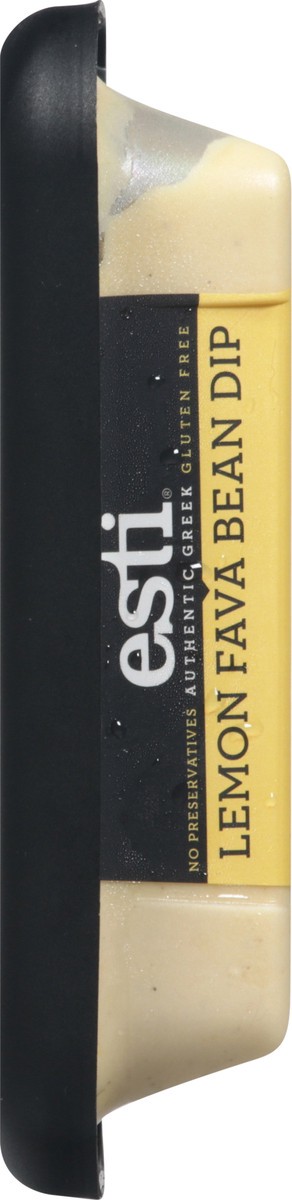 esti®
NO PRESERVATIVES AUTHENTIC GREEK GLUTEN FREE
LEMON FAVA BEAN DIP